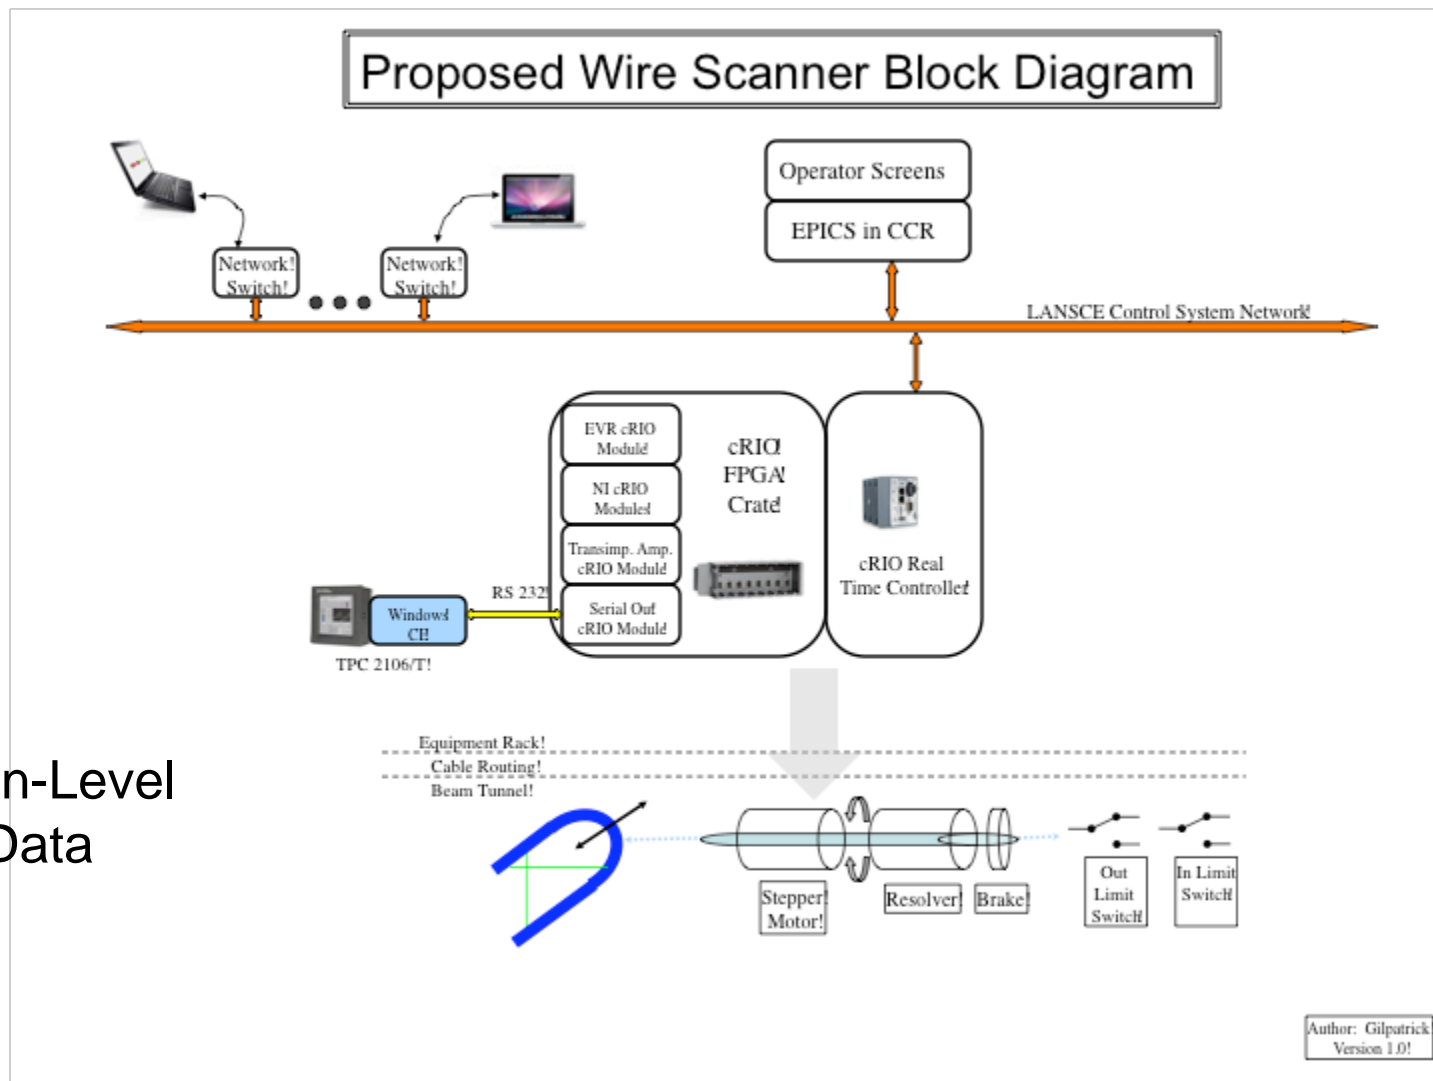 Proposed Wire Scanner Block Diagram
Operator Screens
EPICS in CCR
Network!
Switch!
Network!
Switch!
LANSCE Control System Network!
EVR cRIO
Module!
NI cRIO
Modules!
Transimp. Amp.
cRIO Module!
Serial Out!
cRIO Module!
cRIO!
FPGA!
Crate!
cRIO Real
Time Controller!
RS 232!
Windows!
CE!
TPC 2106/T!
Equipment Rack!
Cable Routing!
Beam Tunnel!
n-Level
Data
Stepper!
Motor!
Resolver!
Brake!
Out
Limit
Switch!
In Limit
Switch!
Author: Gilpatrick
Version 1.0!